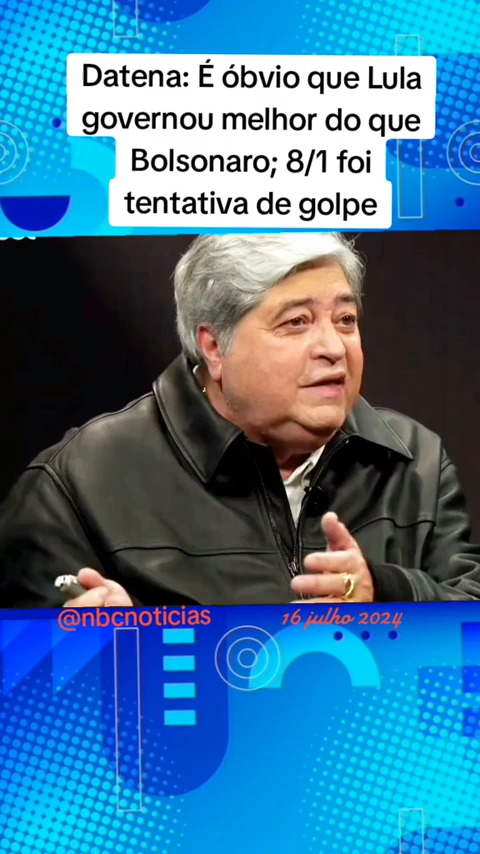 Datena: É óbvio que Lula
governou melhor do que
Bolsonaro; 8/1 foi
tentativa de golpe
@nbcnoticias
16 julho 2024